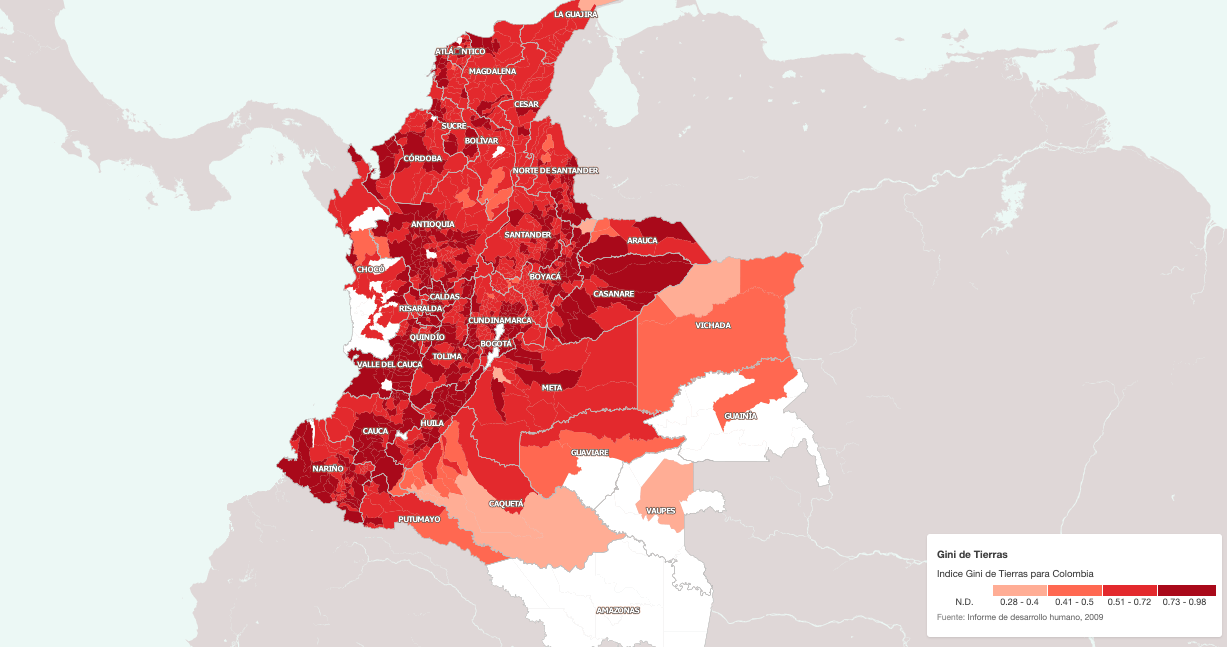 LA GUAJIRA
ATLÁNTICO
MAGDALENA
CESAR
SUCRE
BOLÍVAR
CÓRDOBA
NORTE DE SANTANDER
ANTIOQUIA
SANTANDER
ARAUCA
CHOCÓ
BOYACÁ
CASANARE
CALDAS
RISARALDA
CUNDINAMARCA
VICHADA
QUINDÍO
BOGOTÁ
TOLIMA
VALLE DEL CAUCA
META
GUAINÍA
HUILA
CAUCA
GUAVIARE
NARIÑO
CAQUETÁ
VAUPES
PUTUMAYO
AMAZONAS
Gini de Tierras
Indice Gini de Tierras para Colombia
N.D. 0.28 - 0.4 0.41 - 0.5 0.51 - 0.72 0.73 - 0.98
Fuente: Informe de desarrollo humano, 2009